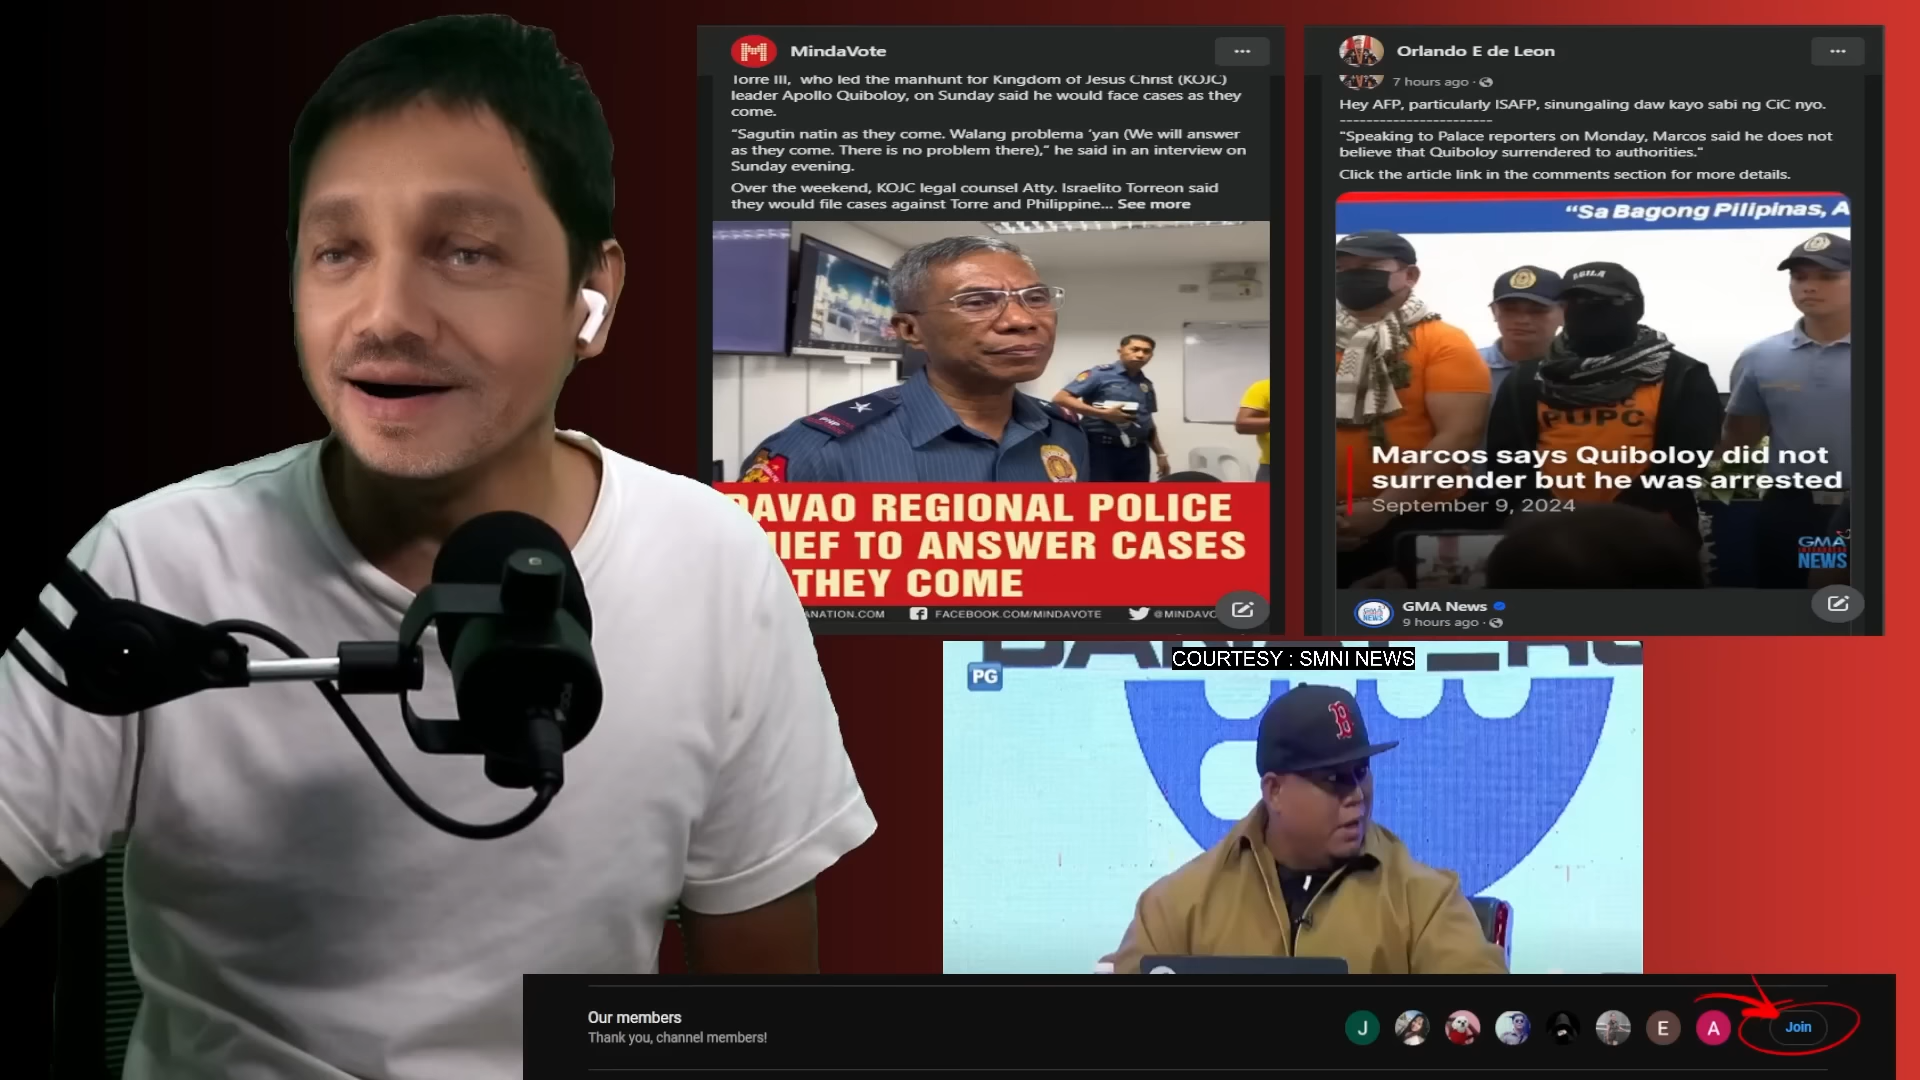 MindaVote
Torre III, who led the manhunt for Kingdom of Jesus Christ (KOJC)
leader Apollo Quiboloy, on Sunday said he would face cases as they
come.
"Sagutin natin as they come. Walang problema 'yan (We will answer
as they come. There is no problem there)," he said in an interview on
Sunday evening.
Over the weekend, KOJC legal counsel Atty. Israelito Torreon said
they would file cases against Torre and Philippine... See more
PNP
AVAO REGIONAL POLICE
IEF TO ANSWER CASES
THEY COME
ANATION.COM
FACEBOOK.COM/MINDAVOTE
@MINDAVO
Orlando E de Leon
7 hours ago
Hey AFP, particularly ISAFP, sinungaling daw kayo sabi ng CiC nyo.
-----------------------
"Speaking to Palace reporters on Monday, Marcos said he does not
believe that Quiboloy surrendered to authorities."
Click the article link in the comments section for more details.
"Sa Bagong Pilipinas, A
PUPC
Marcos says Quiboloy did not
surrender but he was arrested
September 9, 2024
GMA
NEWS
GMA News
9 hours ago
COURTESY : SMNI NEWS
PG
B
Our members
Thank you, channel members!
J
E
A
Join